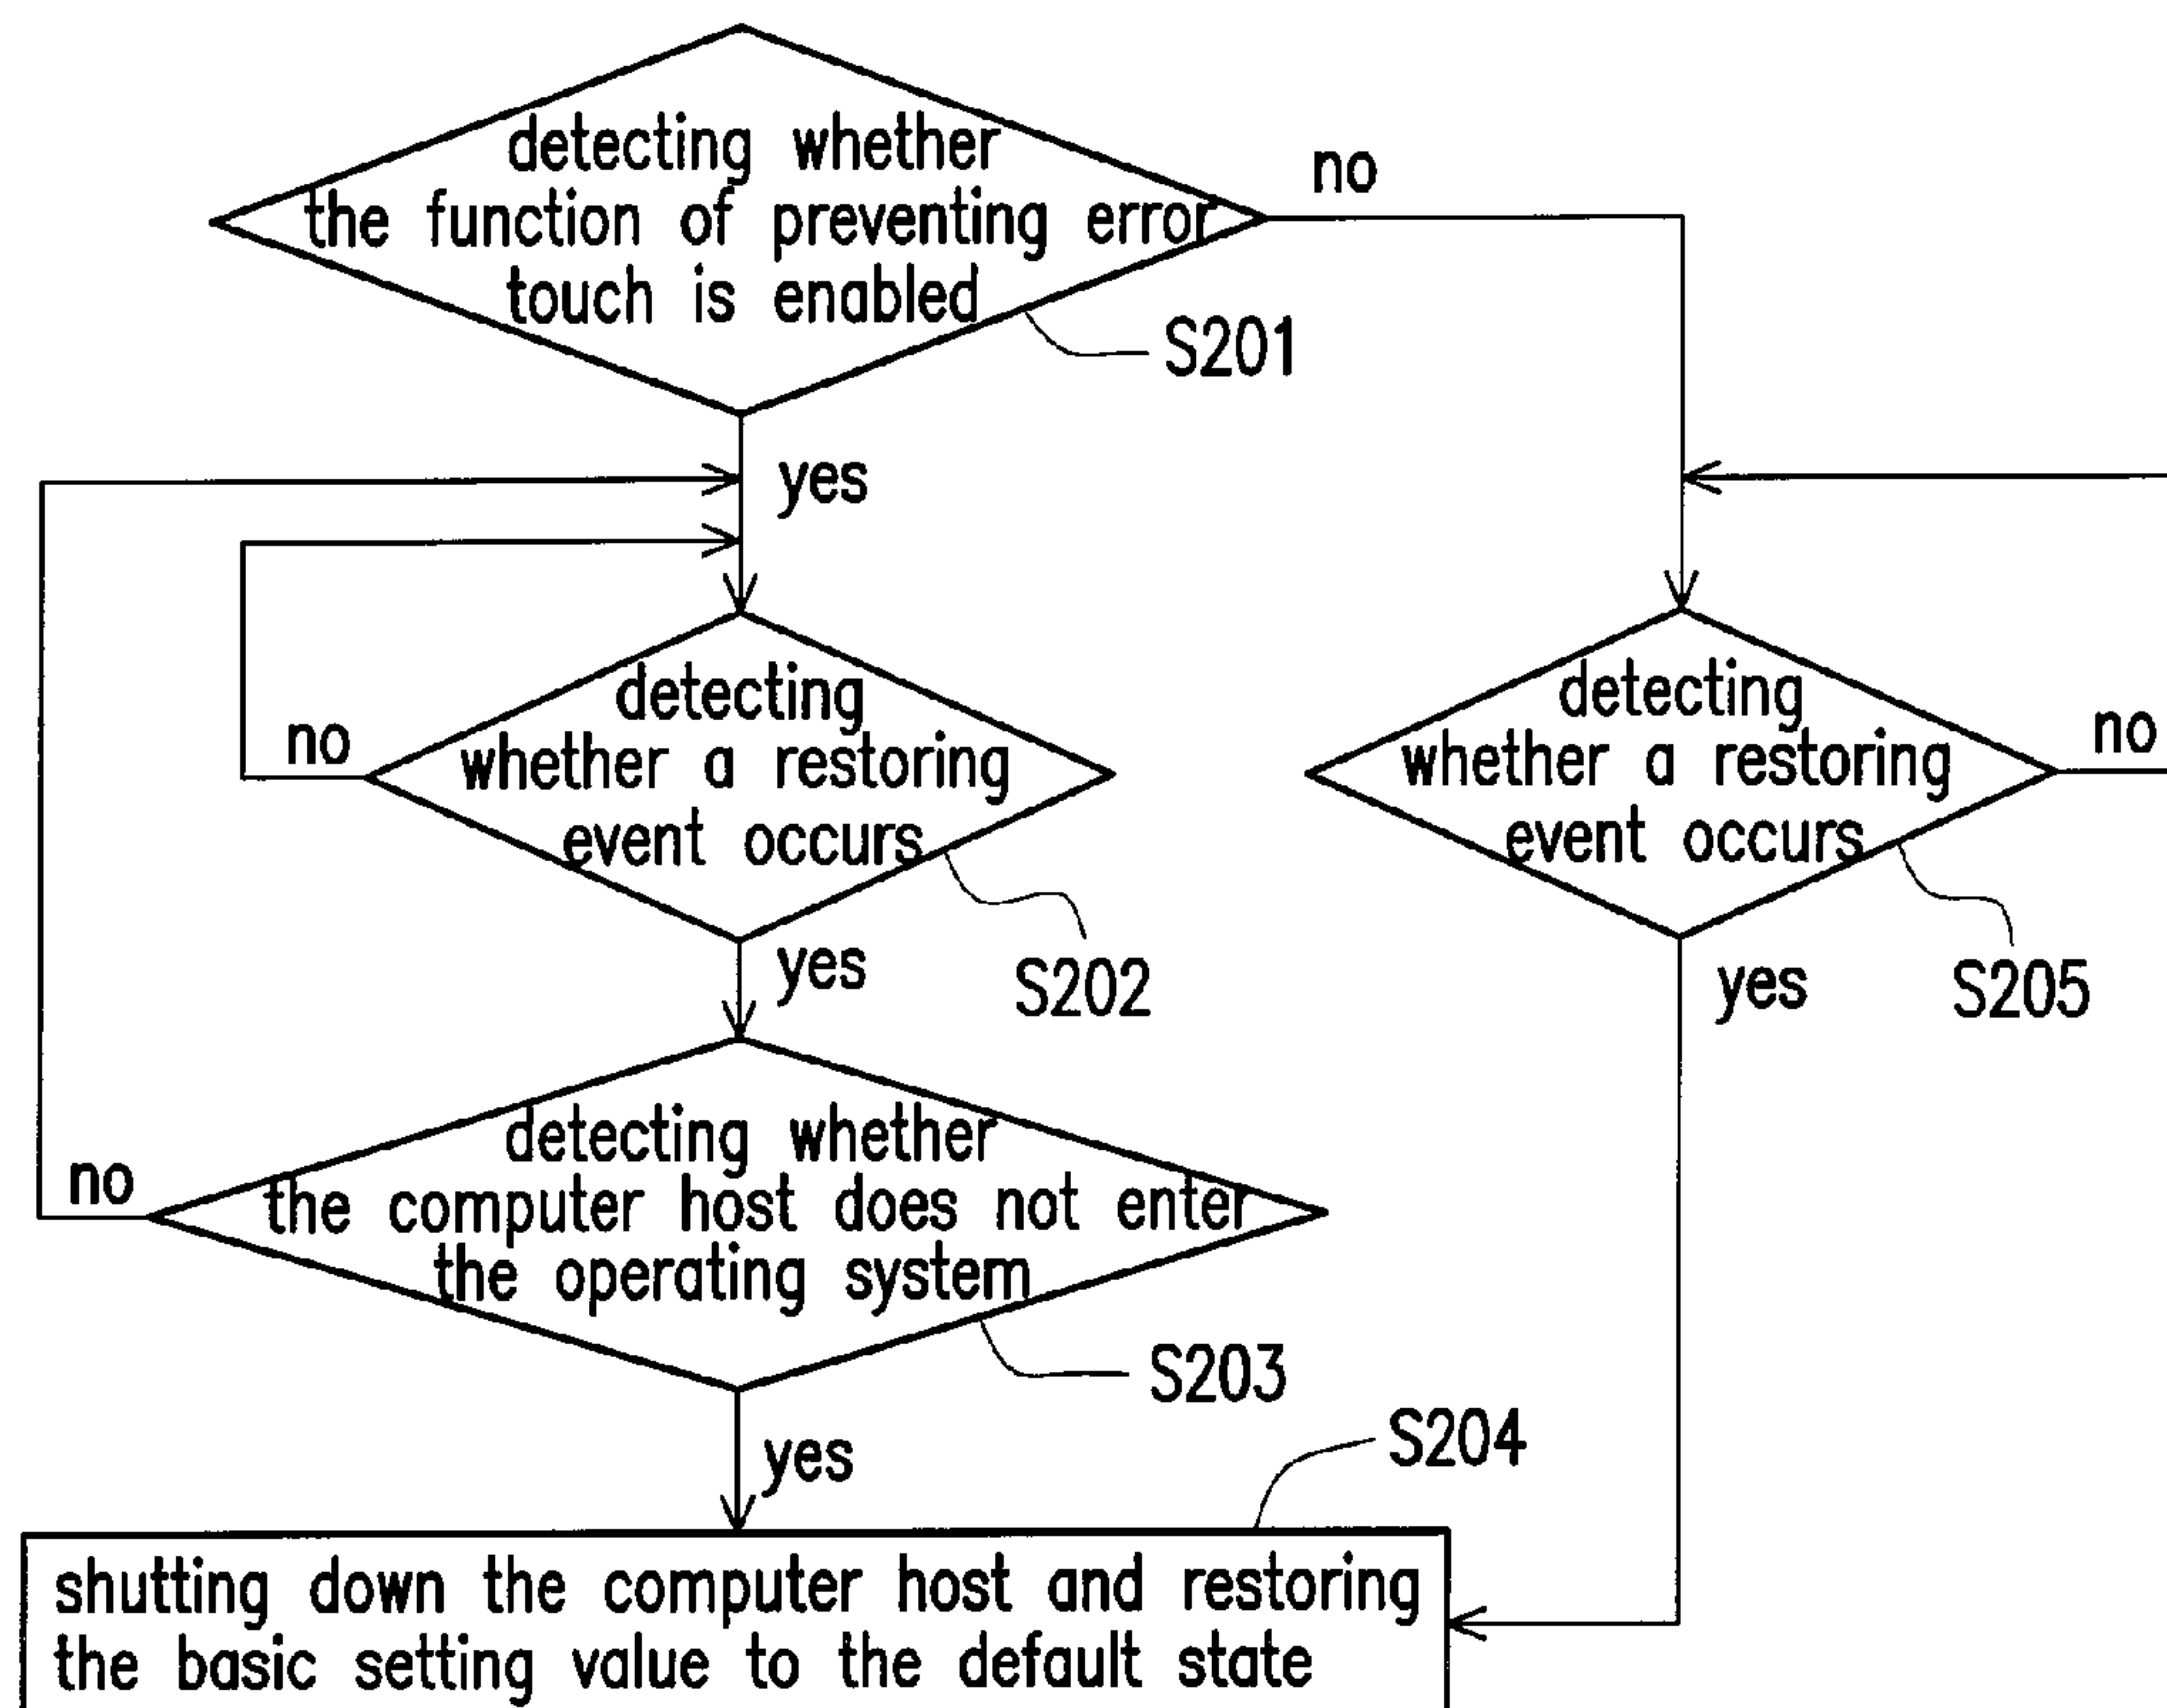 detecting whether
the function of preventing error
touch is enabled
no
S201
yes
detecting
whether a restoring
event occurs
no
yes
S202
detecting
whether a restoring
event occurs
no
yes
S205
detecting whether
the computer host does not enter
the operating system
no
S203
yes
S204
shutting down the computer host and restoring
the basic setting value to the default state